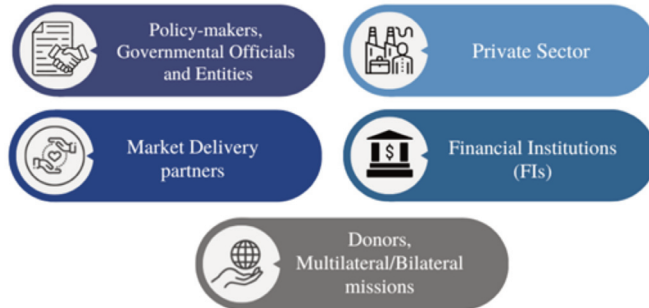 Policy-makers,
Governmental Officials
and Entities
Private Sector
Market Delivery
partners
Financial Institutions
(FIs)
$
Donors,
Multilateral/Bilateral
missions